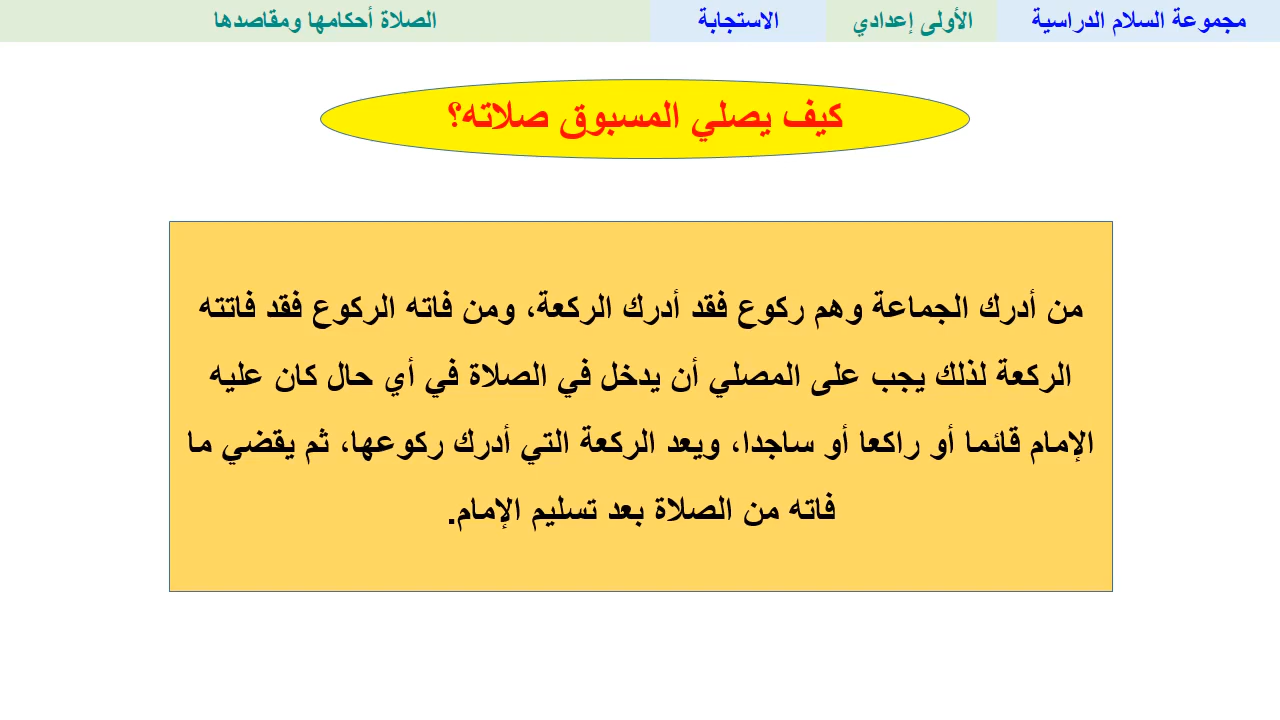 مجموعة السلام الدراسية
الأولى إعدادي
الاستجابة
الصلاة أحكامها ومقاصدها
كيف يصلي المسبوق صلاته؟
من أدرك الجماعة وهم ركوع فقد أدرك الركعة، ومن فاته الركوع فقد فاتته
الركعة لذلك يجب على المصلي أن يدخل في الصلاة في أي حال كان عليه
الإمام قائما أو راكعا أو ساجدا، ويعد الركعة التي أدرك ركوعها، ثم يقضي ما
فاته من الصلاة بعد تسليم الإمام.